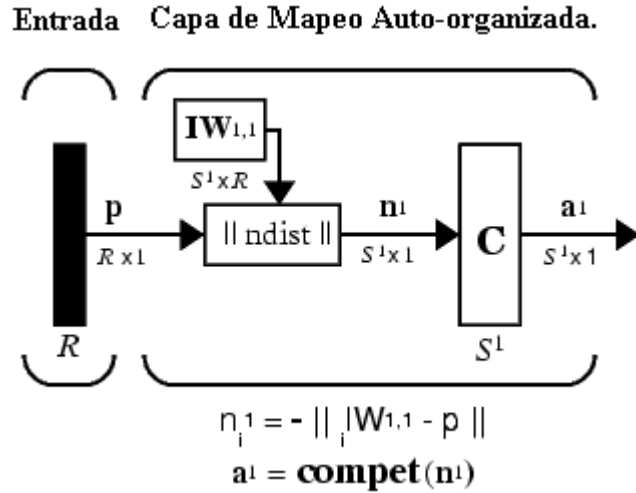 Entrada Capa de Mapeo Auto-organizada.
IW1,1
S1xR
p
R x1
|| ndist ||
n1
S1x1
C
a1
S1x1
R
S1
ni1 = - || iIW1,1 - p ||
a1 = compet(n1)